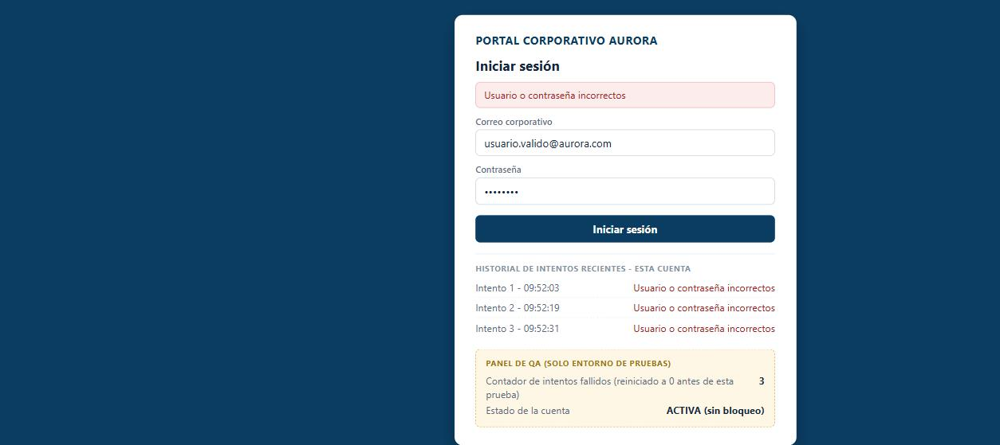 PORTAL CORPORATIVO AURORA
Iniciar sesión
Usuario o contraseña incorrectos
Correo corporativo
usuario.valido@aurora.com
Contraseña
••••••••
Iniciar sesión
HISTORIAL DE INTENTOS RECIENTES - ESTA CUENTA
Intento 1 - 09:52:03 Usuario o contraseña incorrectos
Intento 2 - 09:52:19 Usuario o contraseña incorrectos
Intento 3 - 09:52:31 Usuario o contraseña incorrectos
PANEL DE QA (SOLO ENTORNO DE PRUEBAS)
Contador de intentos fallidos (reiniciado a 0 antes de esta 3
prueba)
Estado de la cuenta ACTIVA (sin bloqueo)